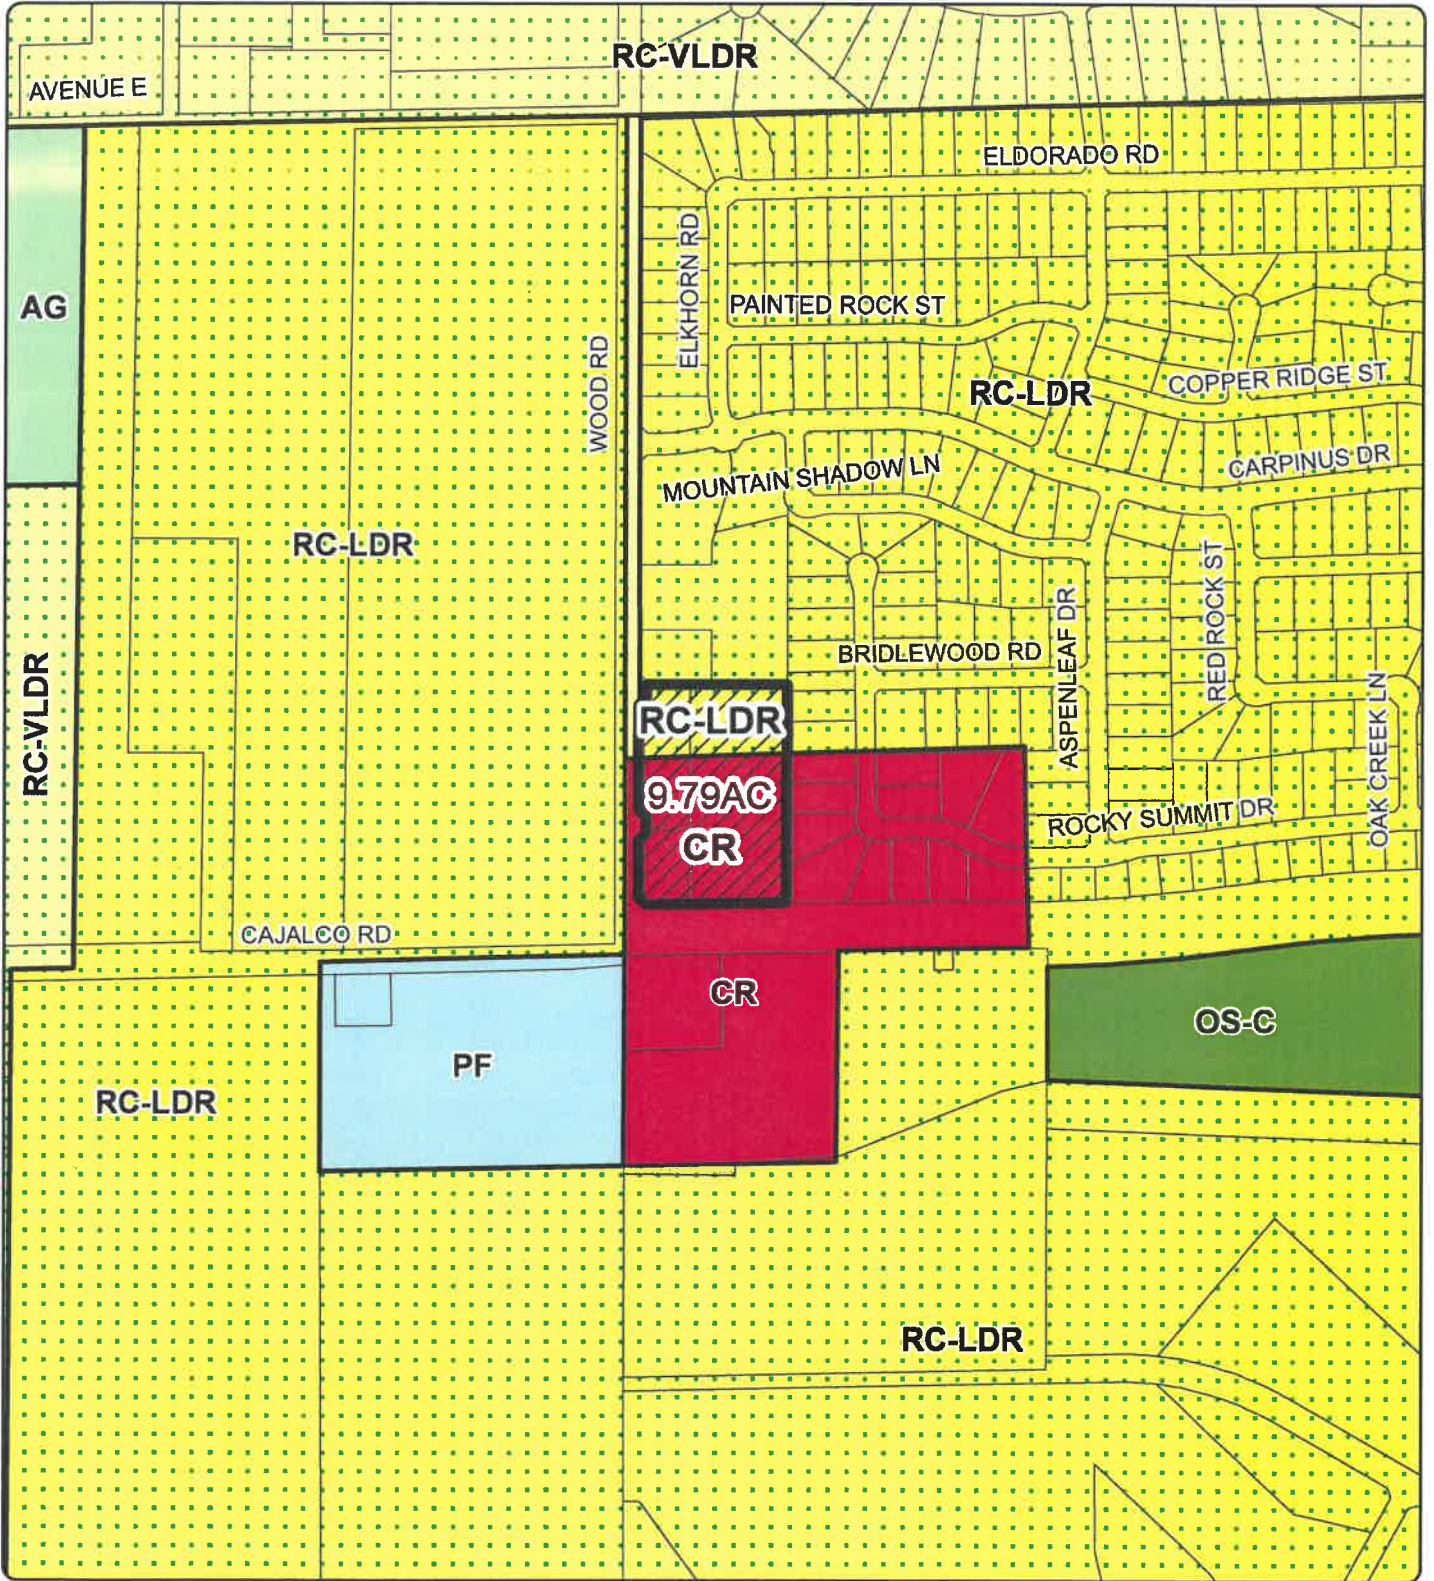 RC-VLDR
AVENUE E
ELDORADO RD
ELKHORN RD
AG
PAINTED ROCK ST
WOOD RD
COPPER RIDGE ST
RC-LDR
CARPINUS DR
MOUNTAIN SHADOW LN
RC-LDR
RED ROCK ST
ASPENLEAF DR
BRIDLEWOOD RD
RC-VLDR
OAK CREEK LN
RC-LDR
9.79AC
CR
ROCKY SUMMIT DR
CAJALCO RD
CR
OS-C
PF
RC-LDR
RC-LDR